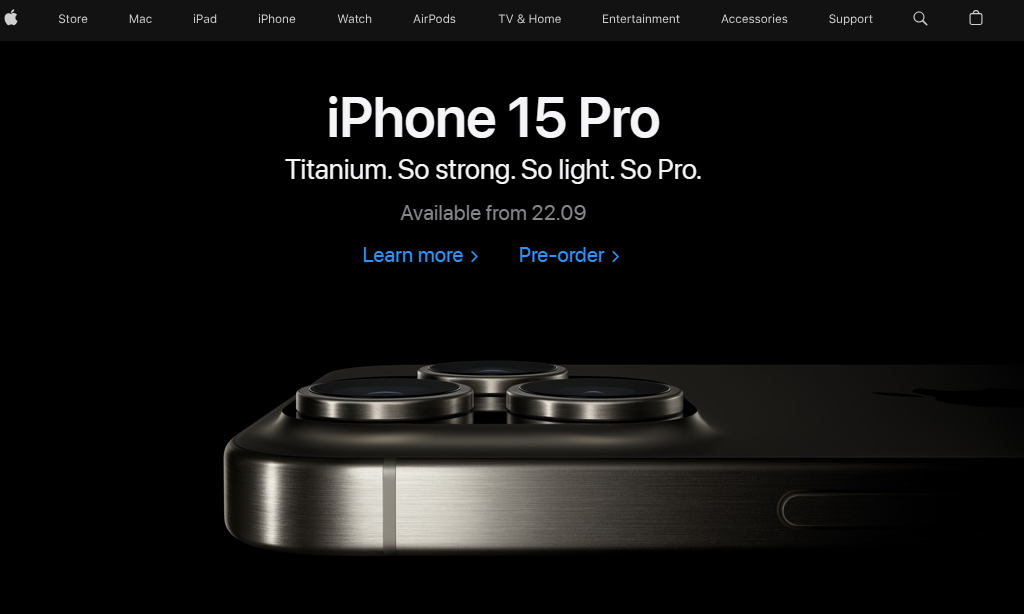 Store Mac iPad iPhone Watch AirPods TV & Home Entertainment Accessories Support
iPhone 15 Pro
Titanium. So strong. So light. So Pro.
Available from 22.09
Learn more > Pre-order >